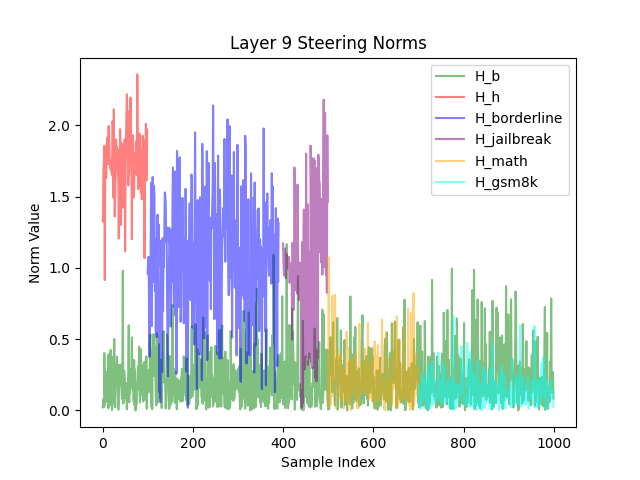 Layer 9 Steering Norms
H_b
H_h
H_borderline
H_jailbreak
H_math
H_gsm8k
Norm Value
2.0
1.5
1.0
0.5
0.0
0 200 400 600 800 1000
Sample Index